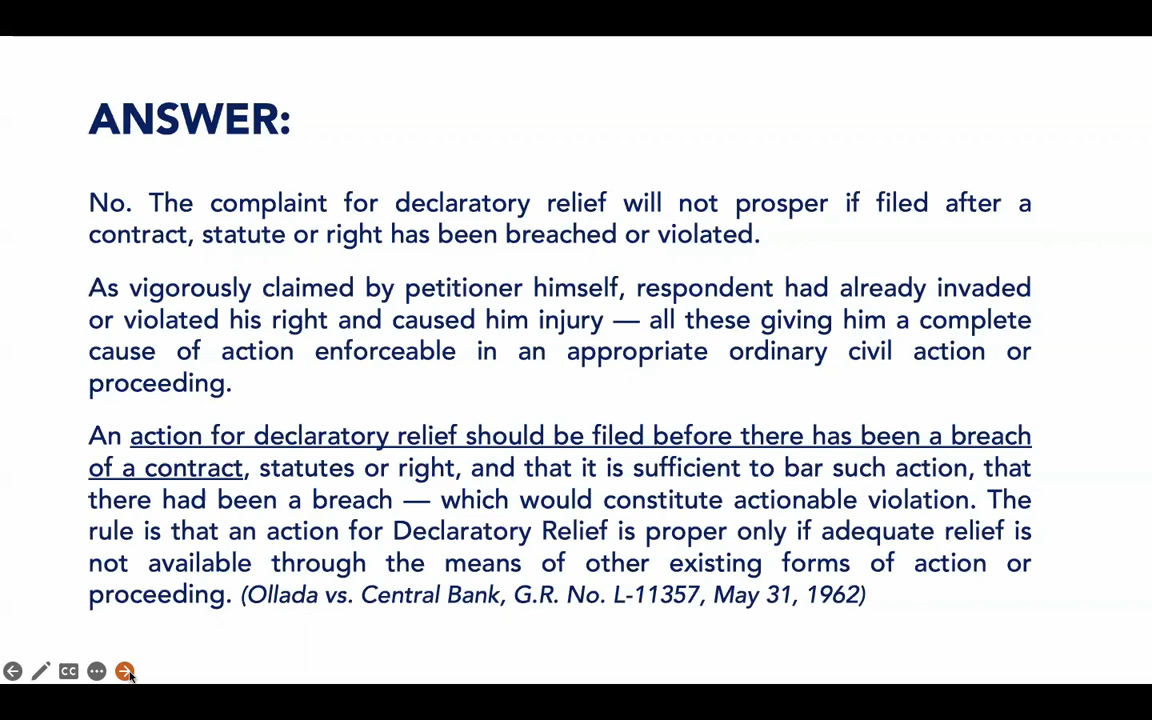 ANSWER:
No. The complaint for declaratory relief will not prosper if filed after a
contract, statute or right has been breached or violated.
As vigorously claimed by petitioner himself, respondent had already invaded
or violated his right and caused him injury — all these giving him a complete
cause of action enforceable in an appropriate ordinary civil action or
proceeding.
An action for declaratory relief should be filed before there has been a breach
of a contract, statutes or right, and that it is sufficient to bar such action, that
there had been a breach — which would constitute actionable violation. The
rule is that an action for Declaratory Relief is proper only if adequate relief is
not available through the means of other existing forms of action or
proceeding. (Ollada vs. Central Bank, G.R. No. L-11357, May 31, 1962)
CC